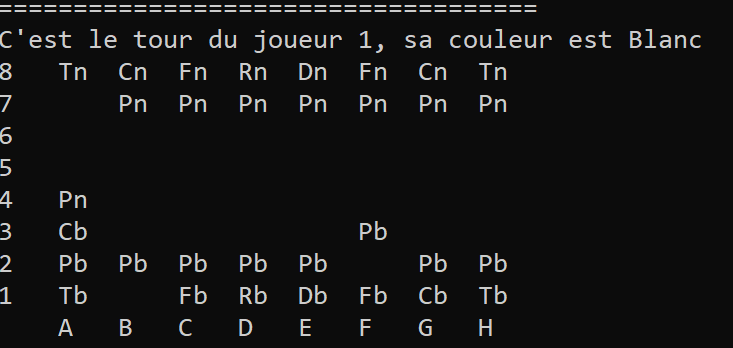 ====================================
C'est le tour du joueur 1, sa couleur est Blanc
8   Tn  Cn  Fn  Rn  Dn  Fn  Cn  Tn
7       Pn  Pn  Pn  Pn  Pn  Pn  Pn
6
5
4   Pn
3   Cb                  Pb
2   Pb  Pb  Pb  Pb  Pb      Pb  Pb
1   Tb      Fb  Rb  Db  Fb  Cb  Tb
    A   B   C   D   E   F   G   H